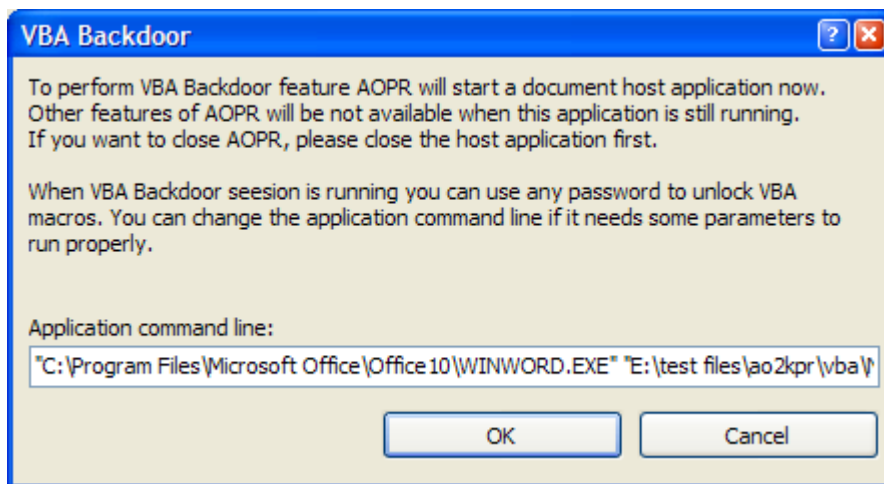 VBA Backdoor
To perform VBA Backdoor feature AOPR will start a document host application now.
Other features of AOPR will be not available when this application is still running.
If you want to close AOPR, please close the host application first.
When VBA Backdoor seesion is running you can use any password to unlock VBA
macros. You can change the application command line if it needs some parameters to
run properly.
Application command line:
"C:\Program Files\Microsoft Office\Office10\WINWORD.EXE" "E:\test files\ao2kpr\vba\
OK Cancel